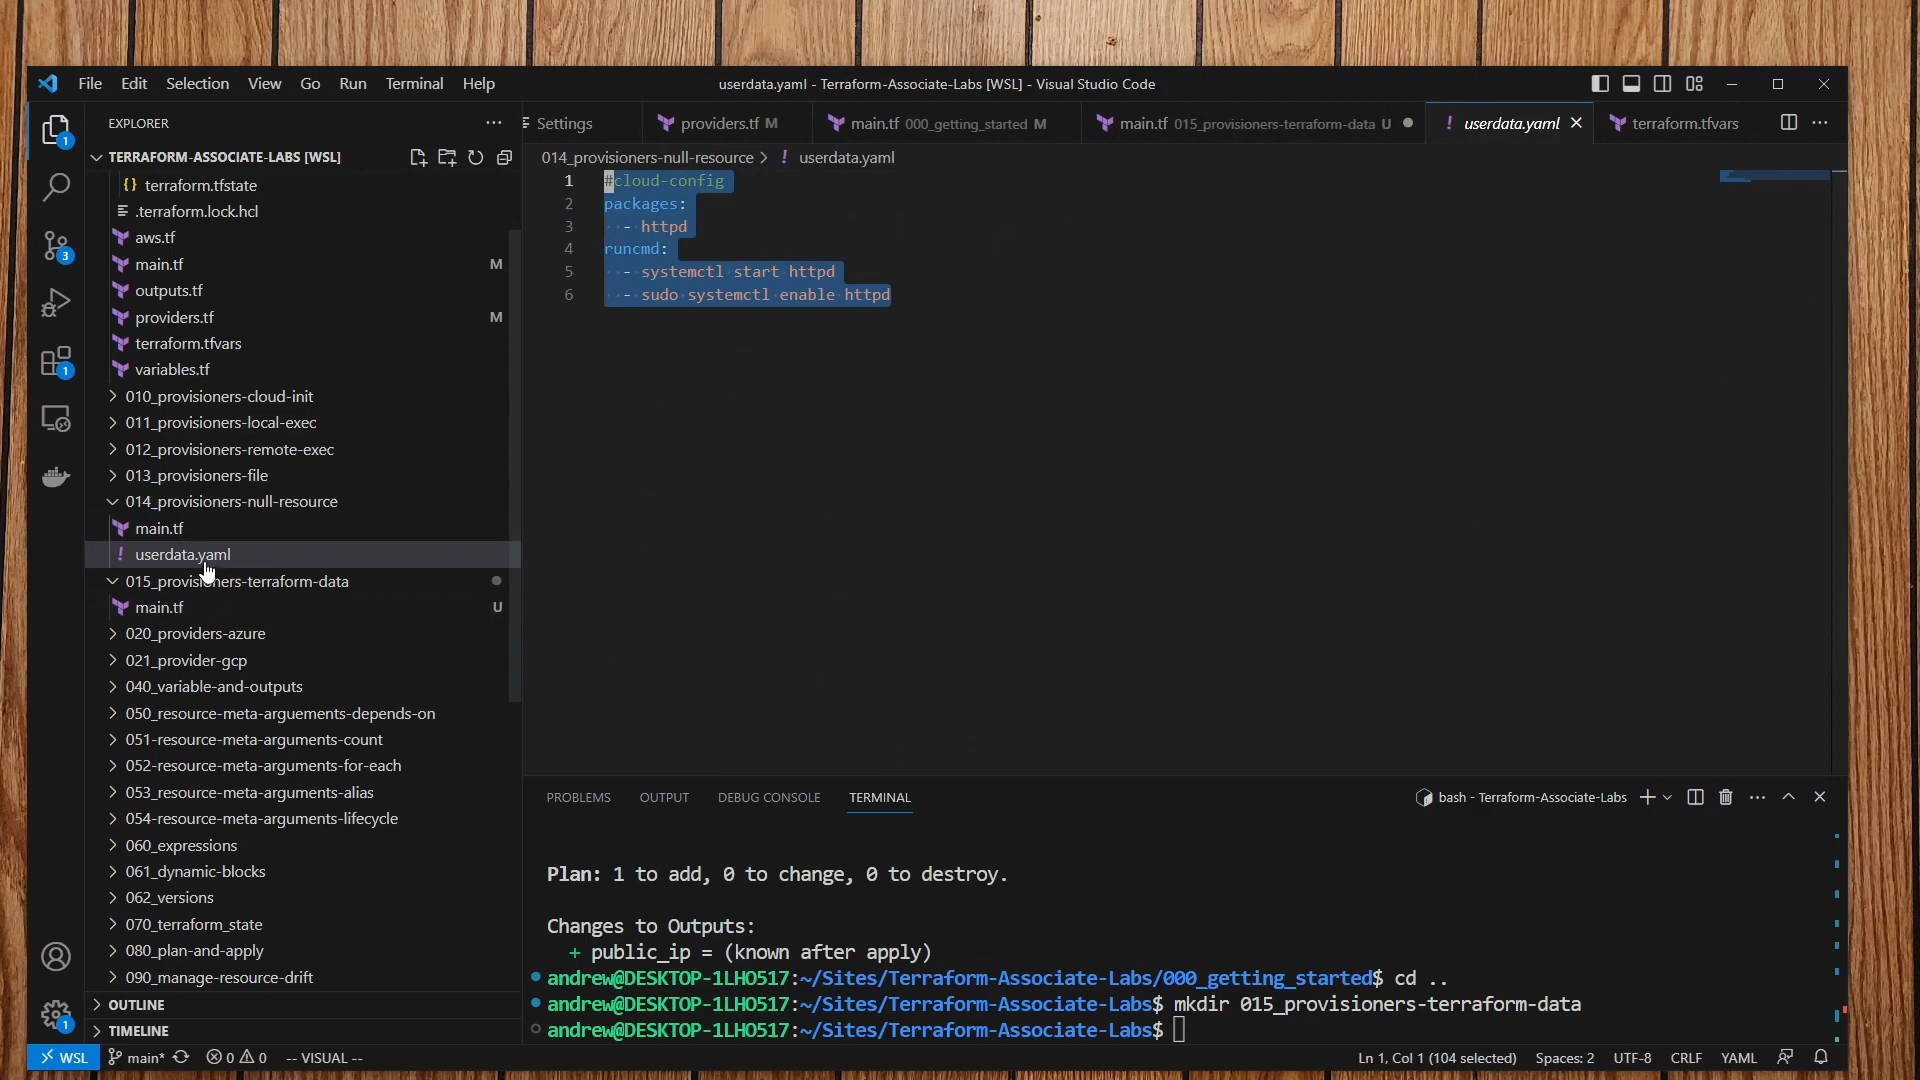 File Edit Selection View Go Run Terminal Help
userdata.yaml - Terraform-Associate-Labs [WSL] - Visual Studio Code
EXPLORER
Settings
providers.tf M
main.tf 000_getting_started M
main.tf 015_provisioners-terraform-data U
userdata.yaml
terraform.tfvars
TERRAFORM-ASSOCIATE-LABS [WSL]
014_provisioners-null-resource > ! userdata.yaml
terraform.tfstate
.terraform.lock.hcl
aws.tf
main.tf M
outputs.tf
providers.tf M
terraform.tfvars
variables.tf
010_provisioners-cloud-init
011_provisioners-local-exec
012_provisioners-remote-exec
013_provisioners-file
014_provisioners-null-resource
main.tf
! userdata.yaml
015_provisioners-terraform-data
main.tf U
020_providers-azure
021_provider-gcp
040_variable-and-outputs
050_resource-meta-arguements-depends-on
051-resource-meta-arguments-count
052-resource-meta-arguments-for-each
053_resource-meta-arguments-alias
054-resource-meta-arguments-lifecycle
060_expressions
061_dynamic-blocks
062_versions
070_terraform_state
080_plan-and-apply
090_manage-resource-drift
OUTLINE
TIMELINE
1 #cloud-config
2 packages:
3 - httpd
4 runcmd:
5 - systemctl start httpd
6 - sudo systemctl enable httpd
PROBLEMS OUTPUT DEBUG CONSOLE TERMINAL
bash - Terraform-Associate-Labs
Plan: 1 to add, 0 to change, 0 to destroy.
Changes to Outputs:
+ public_ip = (known after apply)
andrew@DESKTOP-1LHO517:~/Sites/Terraform-Associate-Labs/000_getting_started$ cd ..
andrew@DESKTOP-1LHO517:~/Sites/Terraform-Associate-Labs$ mkdir 015_provisioners-terraform-data
andrew@DESKTOP-1LHO517:~/Sites/Terraform-Associate-Labs$
1
3
1
1
WSL main* 0 0 -- VISUAL --
Ln 1, Col 1 (104 selected) Spaces: 2 UTF-8 CRLF YAML